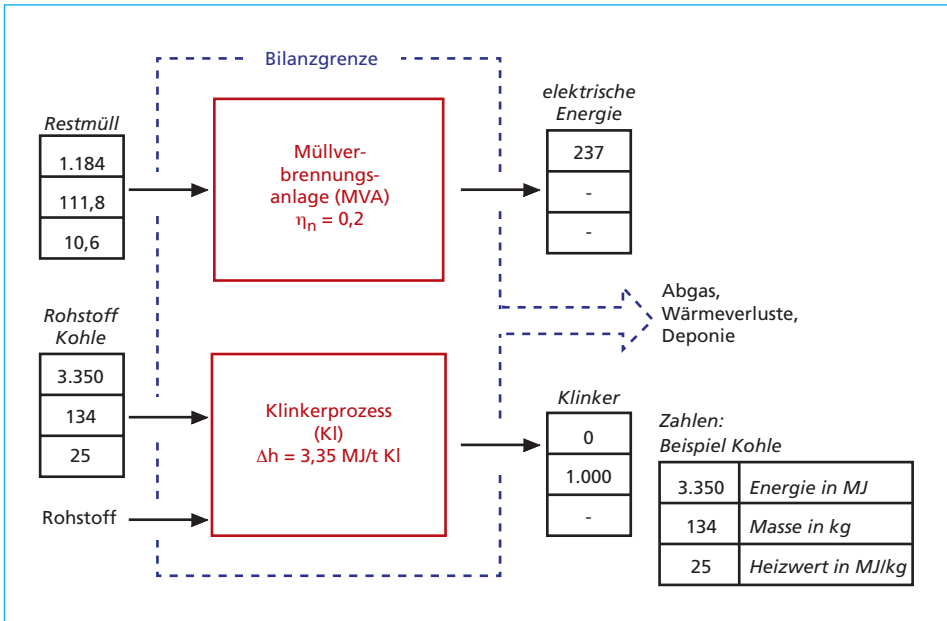 Bilanzgrenze
Restmüll
1.184
111,8
10,6
Müllver-
brennungs-
anlage (MVA)
ηn = 0,2
elektrische
Energie
237
-
-
Abgas,
Wärmeverluste,
Deponie
Rohstoff
Kohle
3.350
134
25
Rohstoff
Klinkerprozess
(Kl)
Δh = 3,35 MJ/t Kl
Klinker
0
1.000
-
Zahlen:
Beispiel Kohle
3.350 Energie in MJ
134 Masse in kg
25 Heizwert in MJ/kg